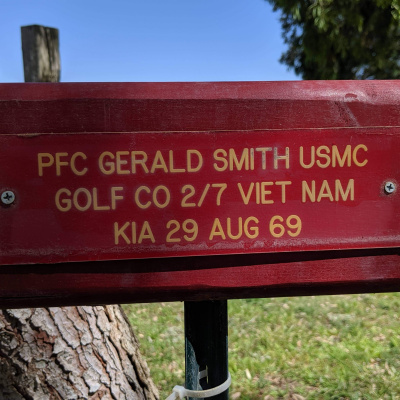 PFC GERALD SMITH USMC
GOLF CO 2/7 VIET NAM
KIA 29 AUG 69